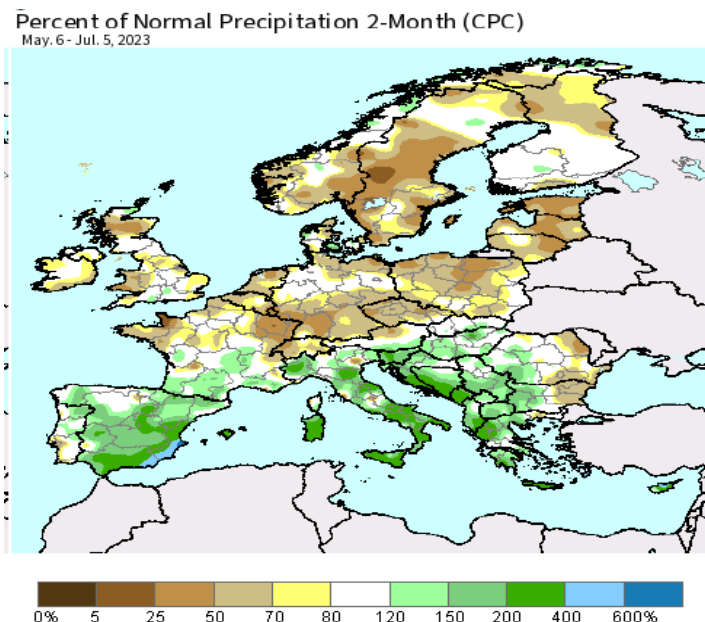 Percent of Normal Precipitation 2-Month (CPC)
May. 6 - Jul. 5, 2023
0% 5 25 50 70 80 120 150 200 400 600%